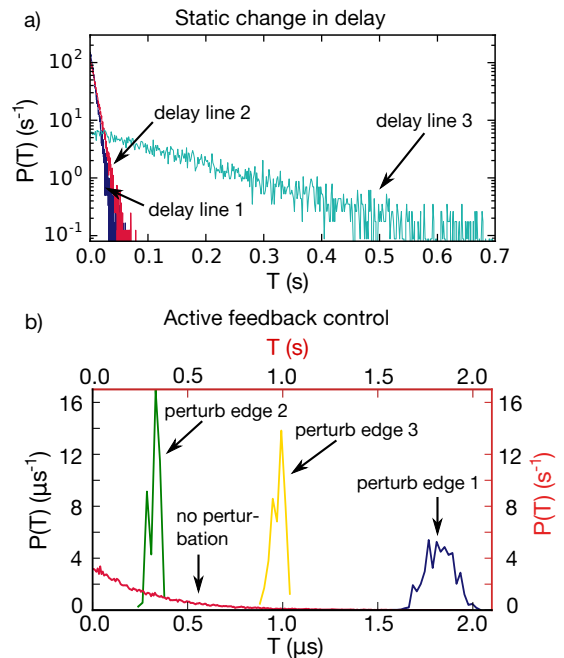 a)
Static change in delay
P(T) (s⁻¹)
10²
10¹
10⁰
10⁻¹
delay line 2
delay line 3
delay line 1
0.0 0.1 0.2 0.3 0.4 0.5 0.6 0.7
T (s)
b)
Active feedback control
T (s)
0.0 0.5 1.0 1.5 2.0
P(T) (μs⁻¹)
16
12
8
4
0
perturb edge 2
perturb edge 3
perturb edge 1
no pertur-
bation
16
12
8
4
0
P(T) (s⁻¹)
0.0 0.5 1.0 1.5 2.0
T (μs)